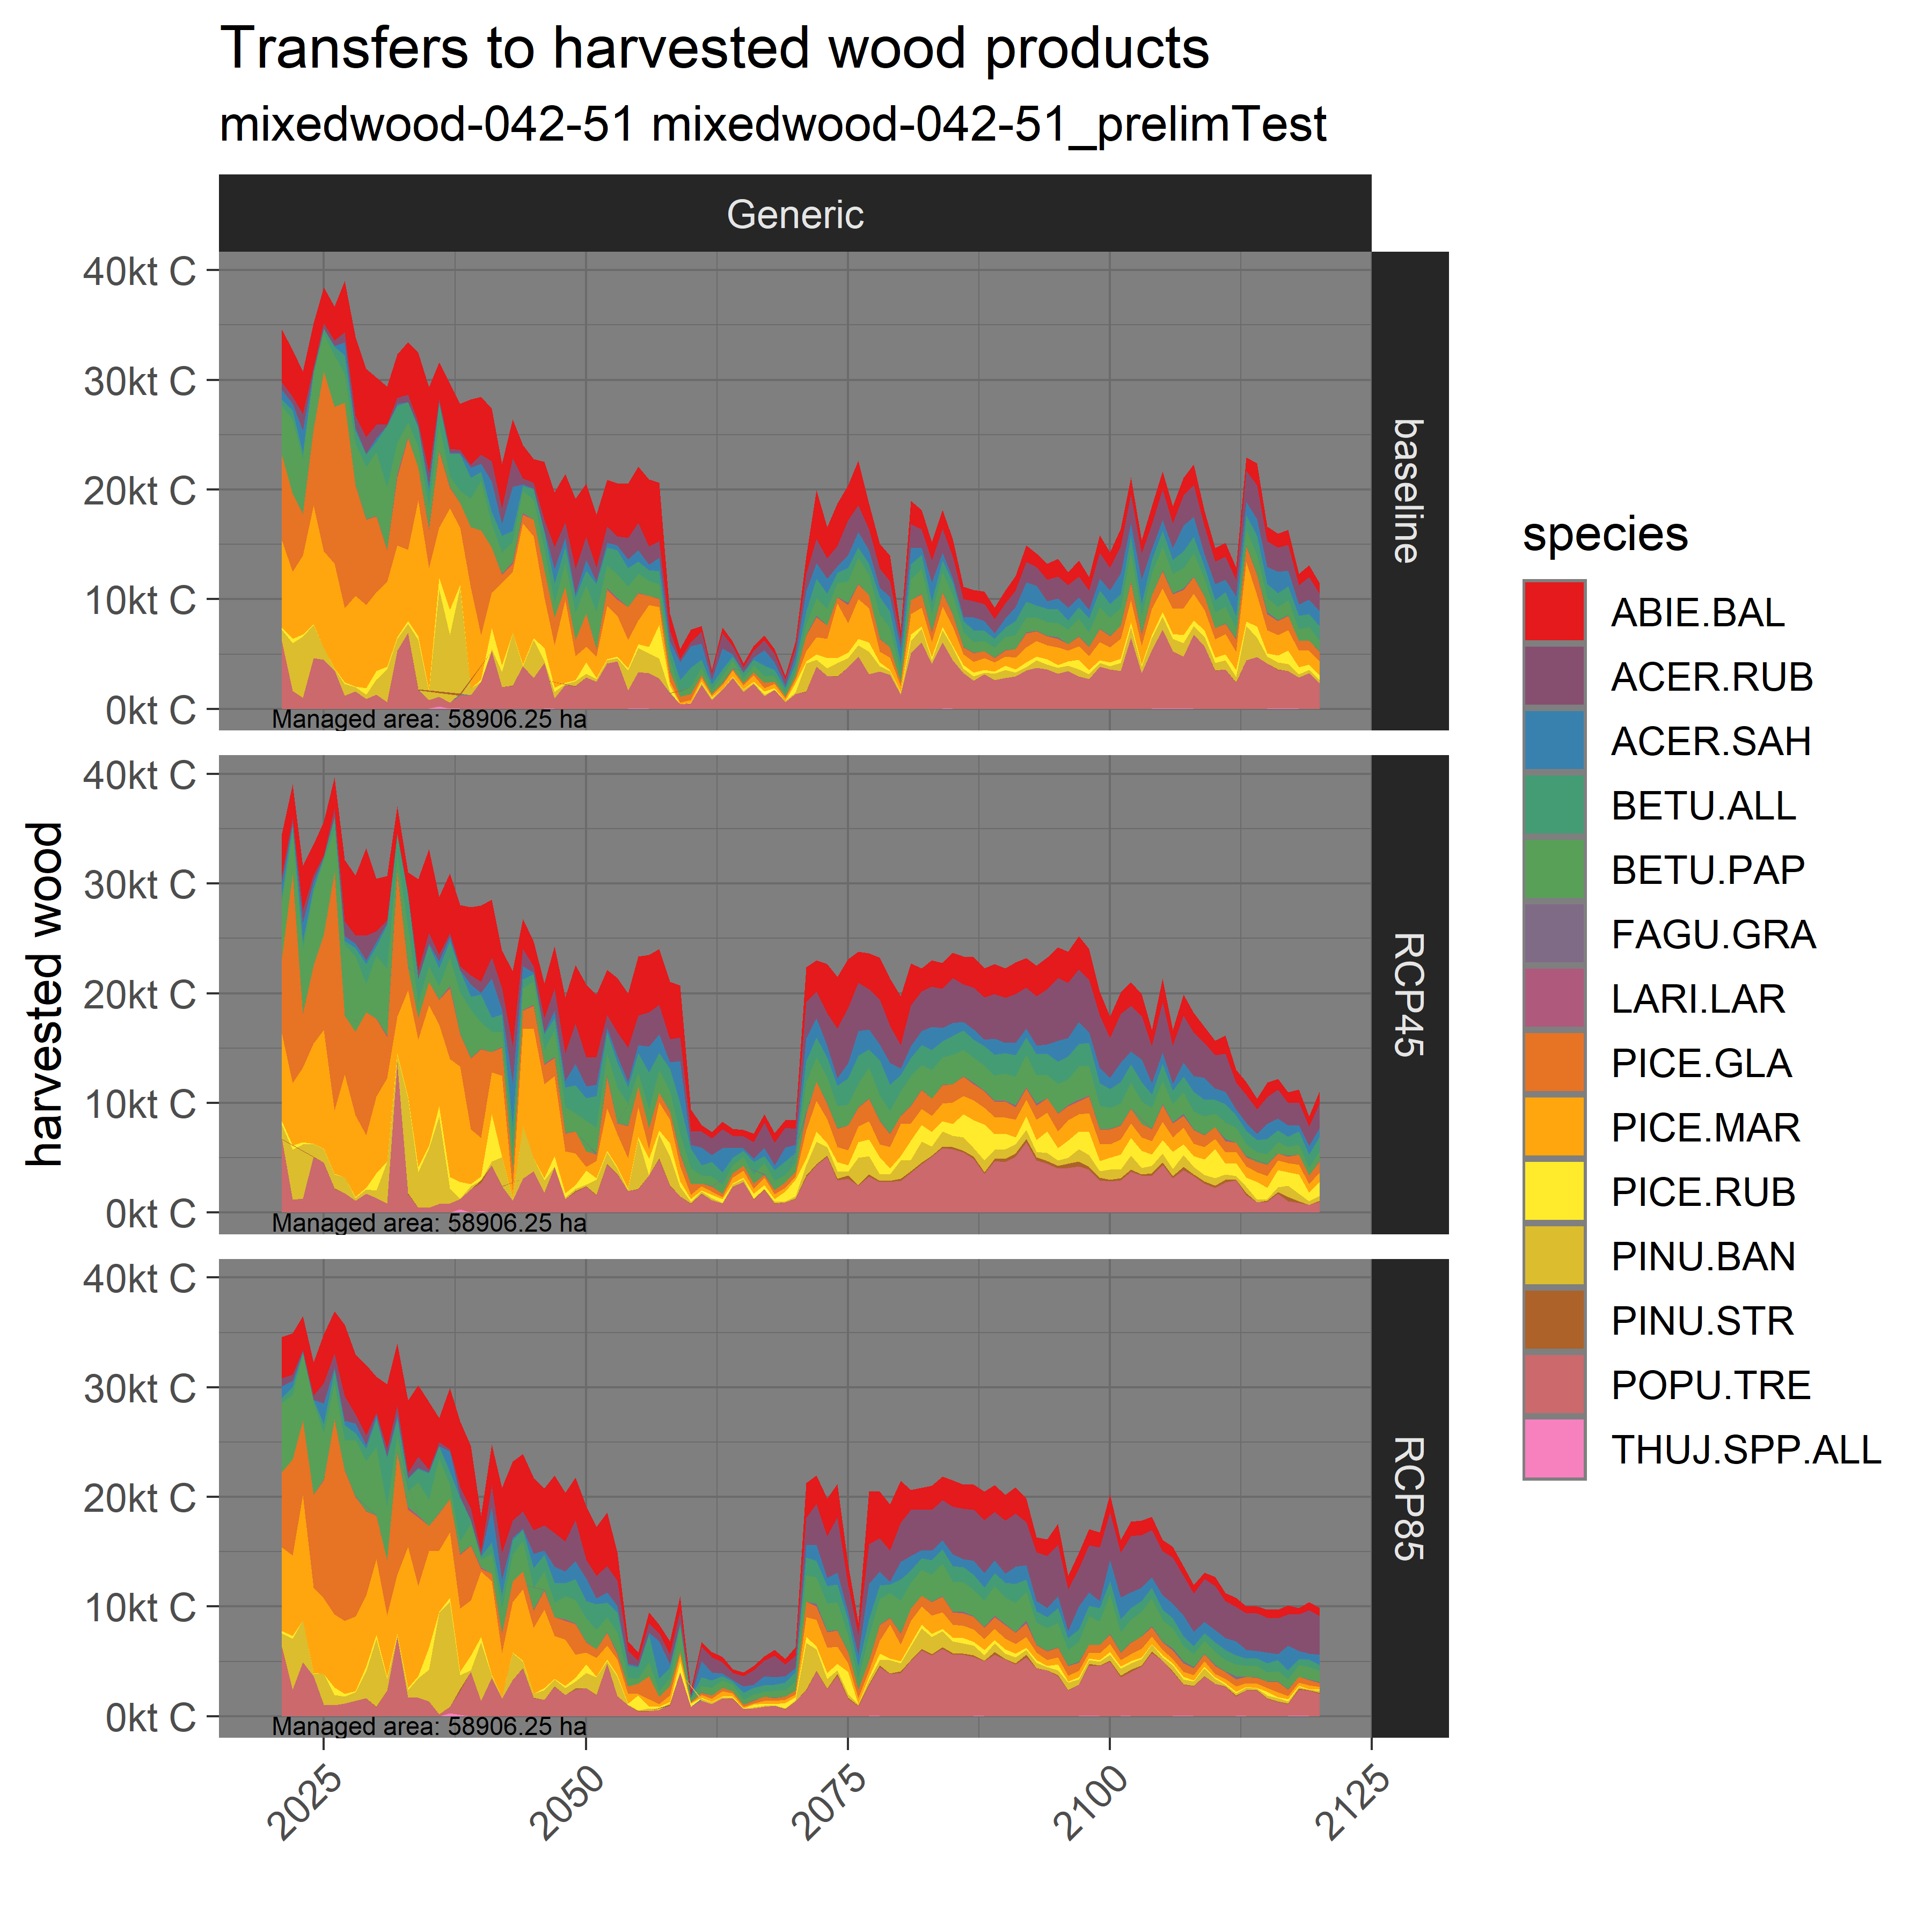 Transfers to harvested wood products
mixedwood-042-51 mixedwood-042-51_prelimTest
Generic
harvested wood
40kt C
30kt C
20kt C
10kt C
0kt C
Managed area: 58906.25 ha
baseline
40kt C
30kt C
20kt C
10kt C
0kt C
Managed area: 58906.25 ha
RCP45
40kt C
30kt C
20kt C
10kt C
0kt C
Managed area: 58906.25 ha
RCP85
2025
2050
2075
2100
2125
species
ABIE.BAL
ACER.RUB
ACER.SAH
BETU.ALL
BETU.PAP
FAGU.GRA
LARI.LAR
PICE.GLA
PICE.MAR
PICE.RUB
PINU.BAN
PINU.STR
POPU.TRE
THUJ.SPP.ALL